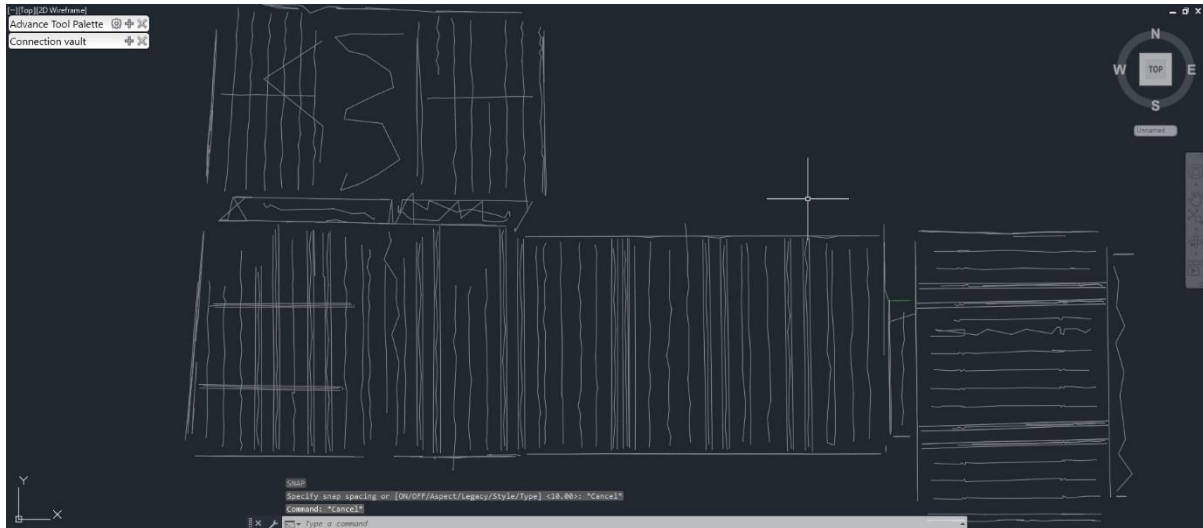 [−][Top][2D Wireframe]
Advance Tool Palette
Connection vault
N
W
TOP
E
S
Unnamed
Y
X
SNAP
Specify snap spacing or [ON/OFF/Aspect/Legacy/Style/Type] <10.00>: *Cancel*
Command: *Cancel*
Type a command